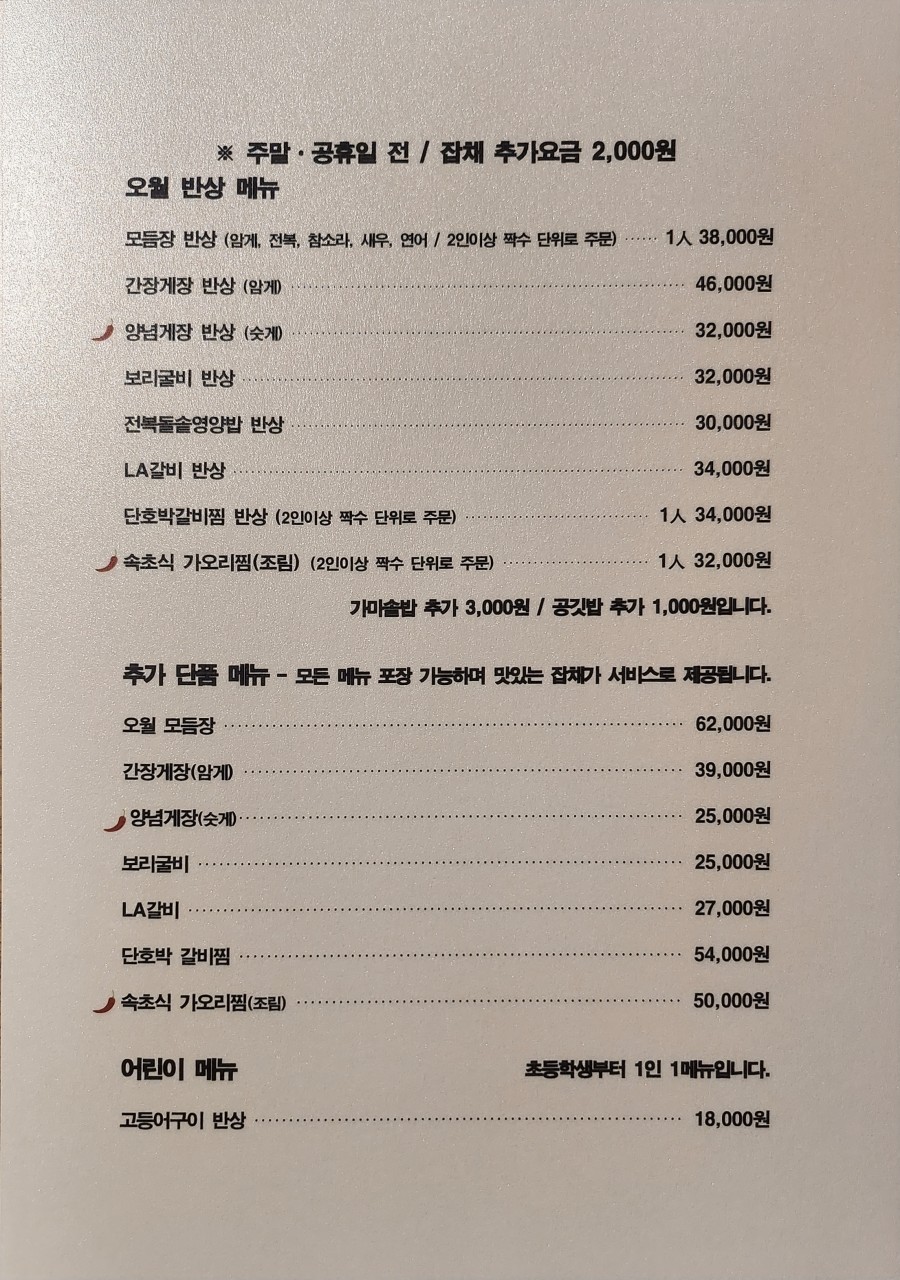 ※ 주말 · 공휴일 전 / 잡채 추가요금 2,000원
오월 반상 메뉴
모듬장 반상 (암게, 전복, 참소라, 새우, 연어 / 2인이상 짝수 단위로 주문) ······ 1人 38,000원
간장게장 반상 (암게) ······ 46,000원
양념게장 반상 (숫게) ······ 32,000원
보리굴비 반상 ······ 32,000원
전복돌솥영양밥 반상 ······ 30,000원
LA갈비 반상 ······ 34,000원
단호박갈비찜 반상 (2인이상 짝수 단위로 주문) ······ 1人 34,000원
속초식 가오리찜(조림) (2인이상 짝수 단위로 주문) ······ 1人 32,000원
가마솥밥 추가 3,000원 / 공깃밥 추가 1,000원입니다.
추가 단품 메뉴 - 모든 메뉴 포장 가능하며 맛있는 잡채가 서비스로 제공됩니다.
오월 모듬장 ······ 62,000원
간장게장(암게) ······ 39,000원
양념게장(숫게) ······ 25,000원
보리굴비 ······ 25,000원
LA갈비 ······ 27,000원
단호박 갈비찜 ······ 54,000원
속초식 가오리찜(조림) ······ 50,000원
어린이 메뉴 초등학생부터 1인 1메뉴입니다.
고등어구이 반상 ······ 18,000원